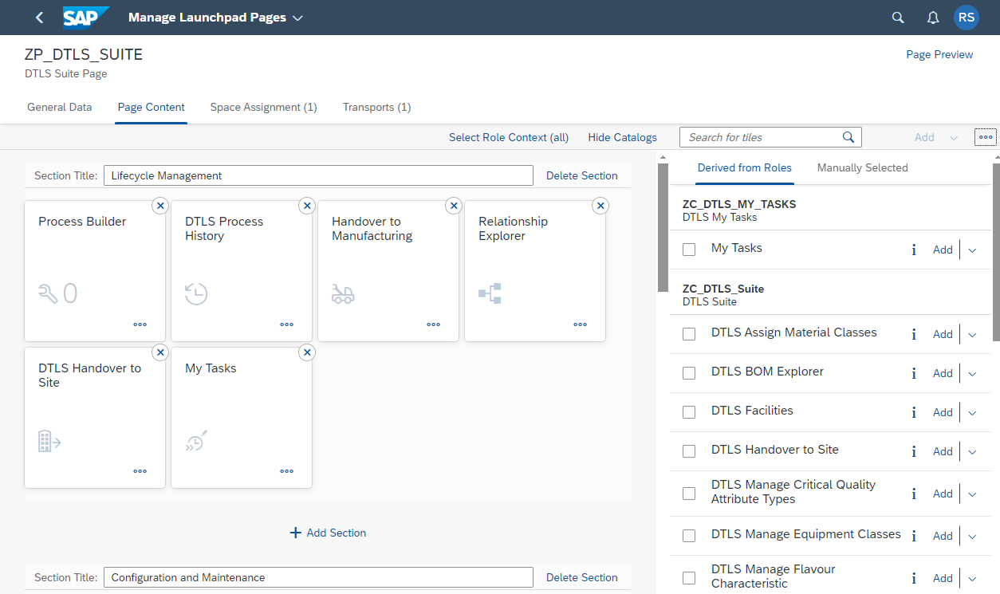 SAP Manage Launchpad Pages RS
ZP_DTLS_SUITE
Page Preview
DTLS Suite Page
General Data Page Content Space Assignment (1) Transports (1)
Select Role Context (all) Hide Catalogs Search for tiles Add
Section Title: Lifecycle Management Delete Section
Process Builder
0
DTLS Process
History
Handover to
Manufacturing
Relationship
Explorer
DTLS Handover to
Site
My Tasks
Add Section
Section Title: Configuration and Maintenance Delete Section
Derived from Roles Manually Selected
ZC_DTLS_MY_TASKS
DTLS My Tasks
My Tasks i Add
ZC_DTLS_Suite
DTLS Suite
DTLS Assign Material Classes i Add
DTLS BOM Explorer i Add
DTLS Facilities i Add
DTLS Handover to Site i Add
DTLS Manage Critical Quality
Attribute Types i Add
DTLS Manage Equipment Classes i Add
DTLS Manage Flavour
Characteristic i Add